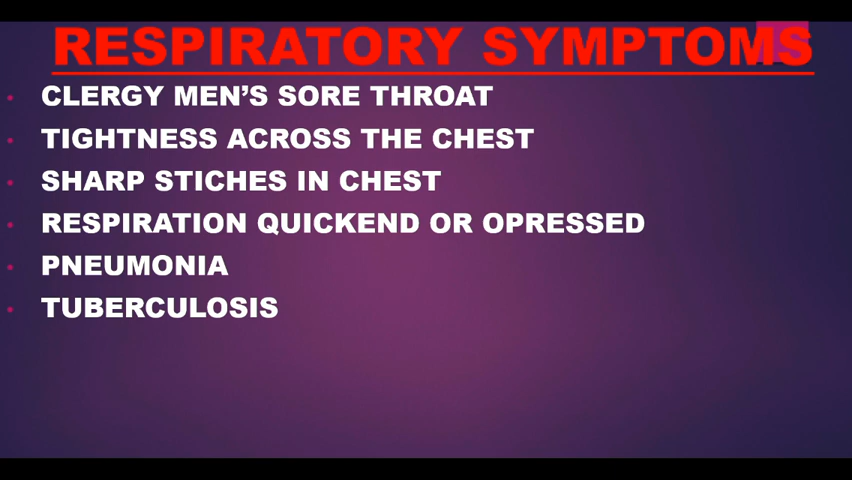 RESPIRATORY SYMPTOMS
CLERGY MEN'S SORE THROAT
TIGHTNESS ACROSS THE CHEST
SHARP STICHES IN CHEST
RESPIRATION QUICKEND OR OPRESSED
PNEUMONIA
TUBERCULOSIS